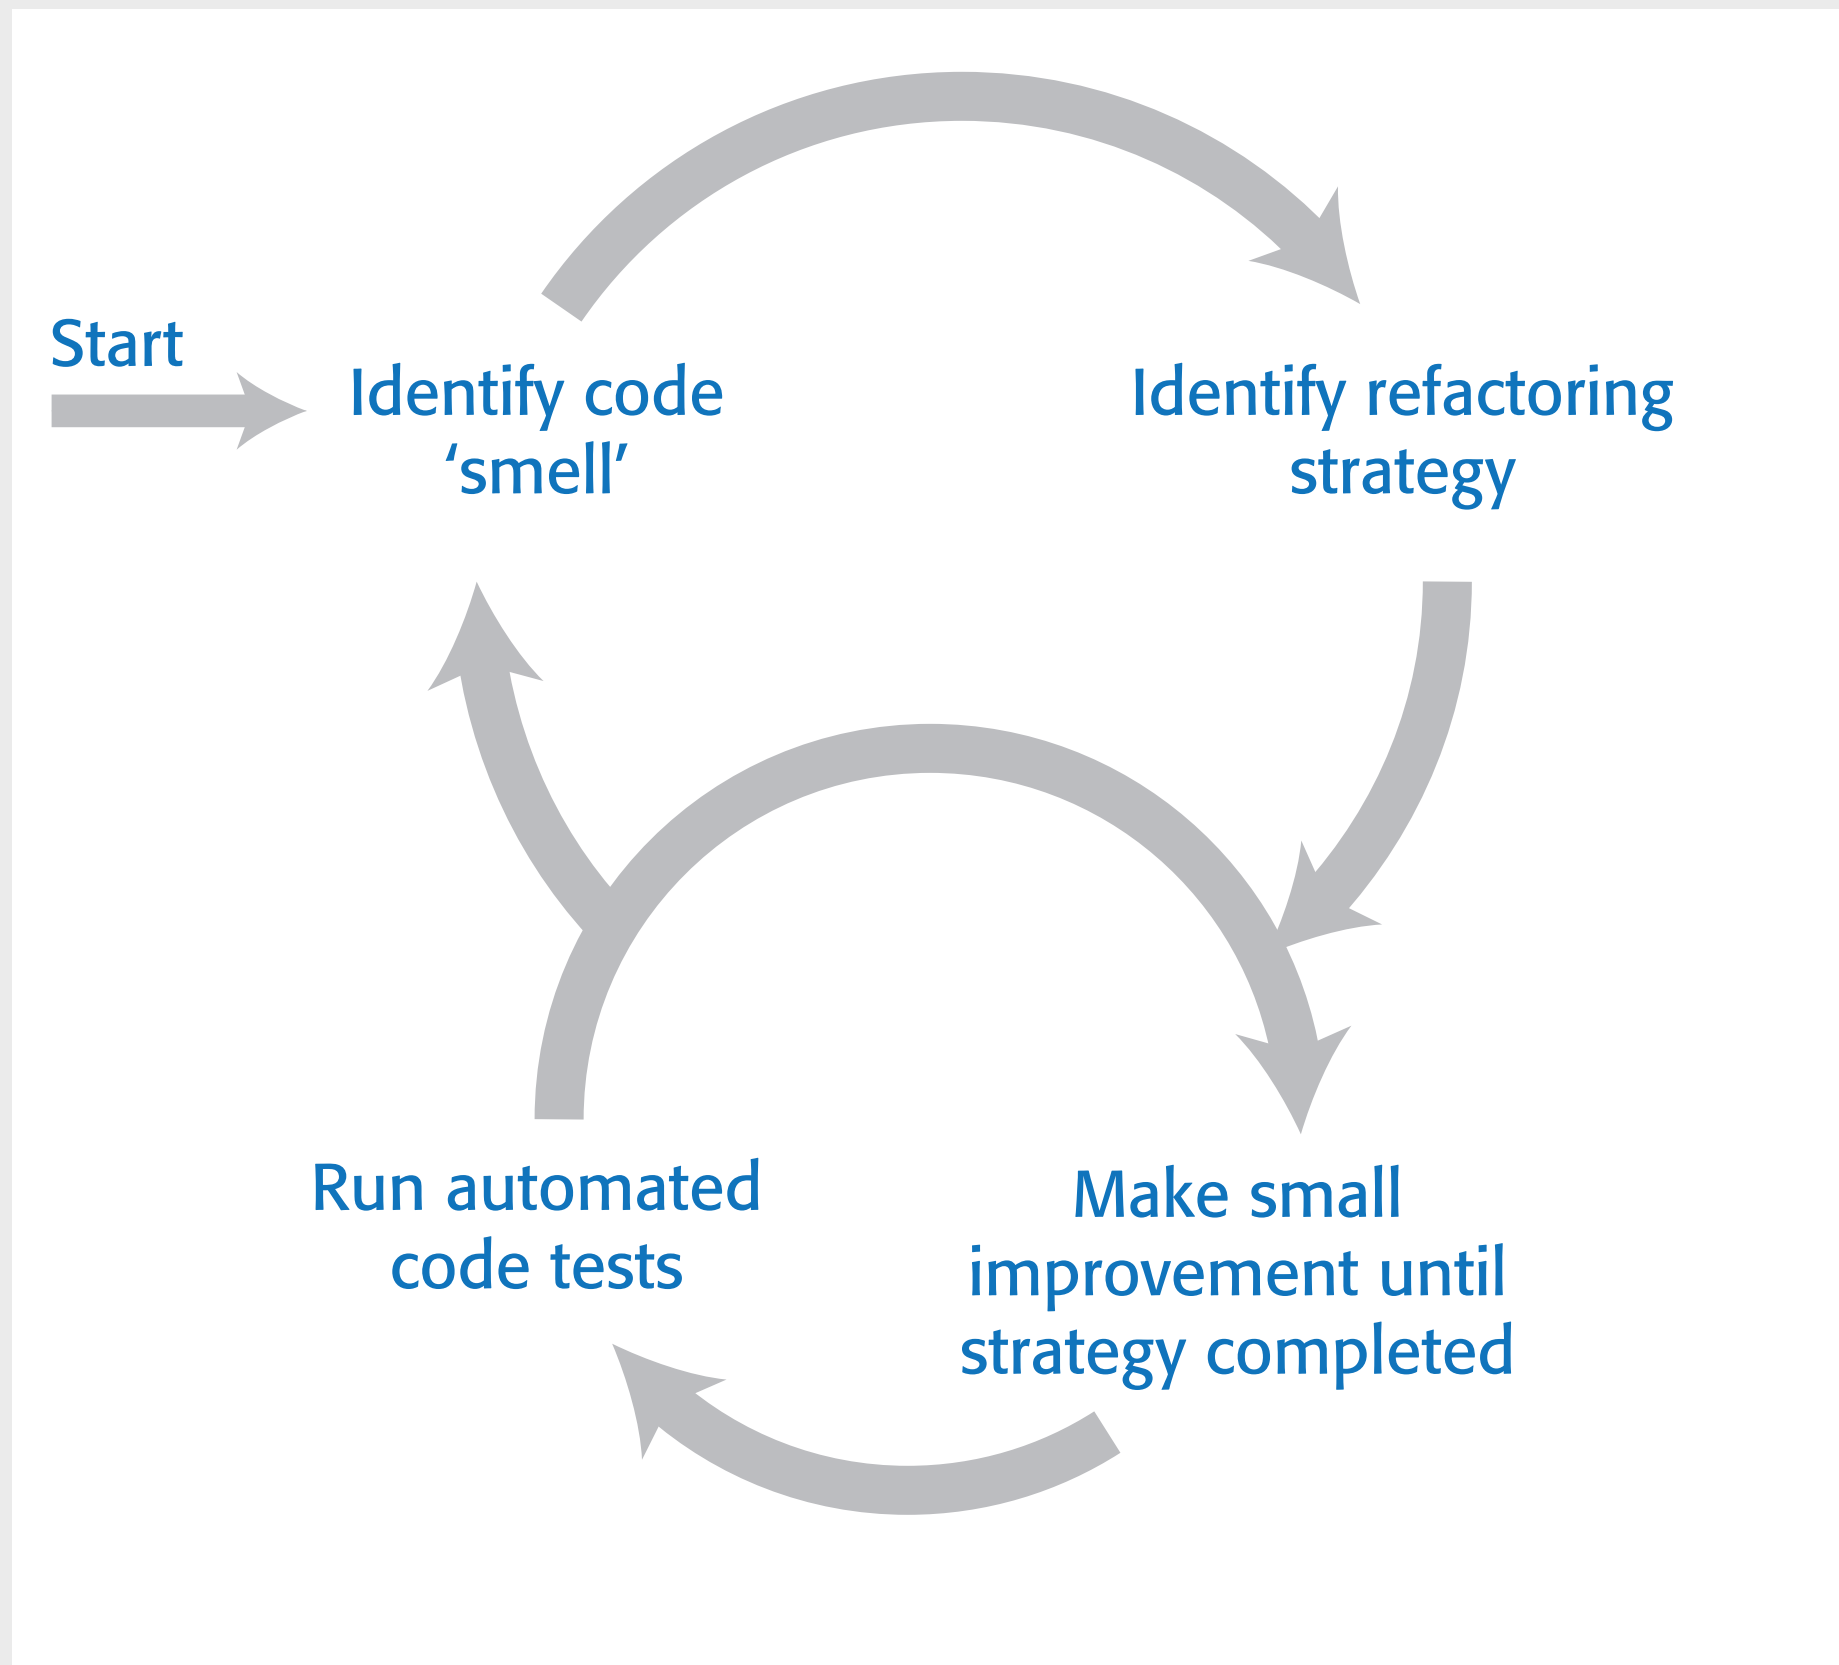 Start
Identify code
‘smell’
Identify refactoring
strategy
Run automated
code tests
Make small
improvement until
strategy completed